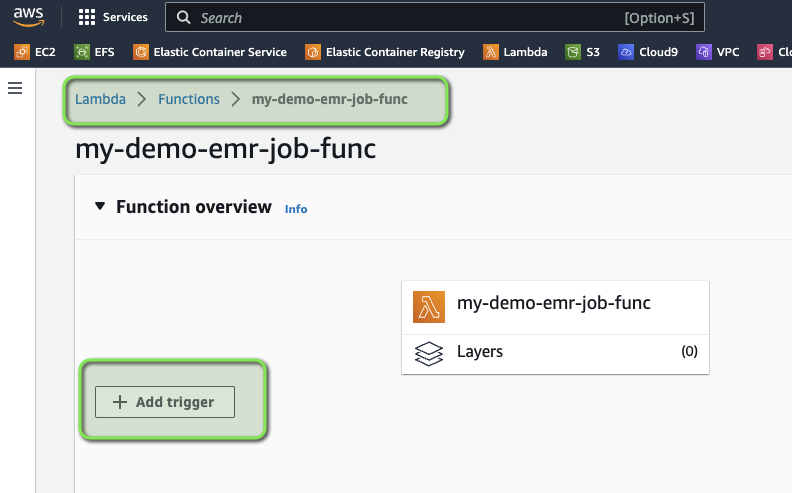 aws Services Search [Option+S]
EC2 EFS Elastic Container Service Elastic Container Registry Lambda S3 Cloud9 VPC Clo
Lambda > Functions > my-demo-emr-job-func
my-demo-emr-job-func
Function overview Info
my-demo-emr-job-func
Layers (0)
+ Add trigger